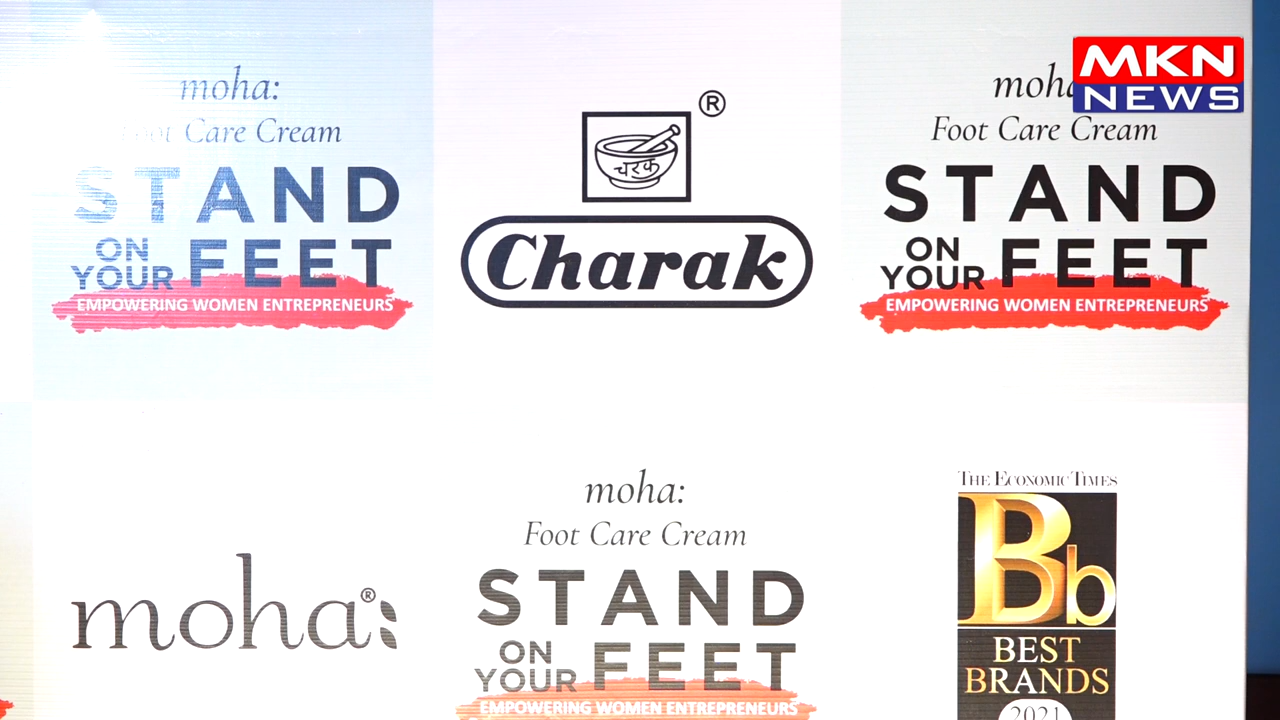 moha:
Foot Care Cream
STAND
ON YOUR FEET
EMPOWERING WOMEN ENTREPRENEURS
®
चरक
Charak
MKN
NEWS
Foot Care Cream
STAND
ON YOUR FEET
EMPOWERING WOMEN ENTREPRENEURS
moha®:
moha:
Foot Care Cream
STAND
ON YOUR FEET
EMPOWERING WOMEN ENTREPRENEURS
THE ECONOMIC TIMES
Bb
BEST
BRANDS
2021